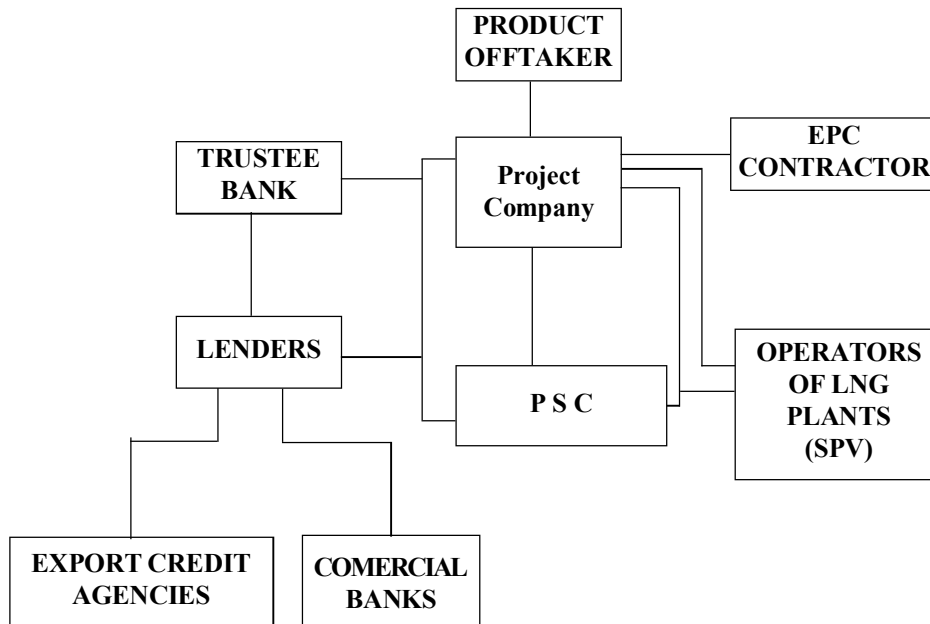 PRODUCT
OFFTAKER
TRUSTEE
BANK
Project
Company
EPC
CONTRACTOR
LENDERS
P S C
OPERATORS
OF LNG
PLANTS
(SPV)
EXPORT CREDIT
AGENCIES
COMERCIAL
BANKS